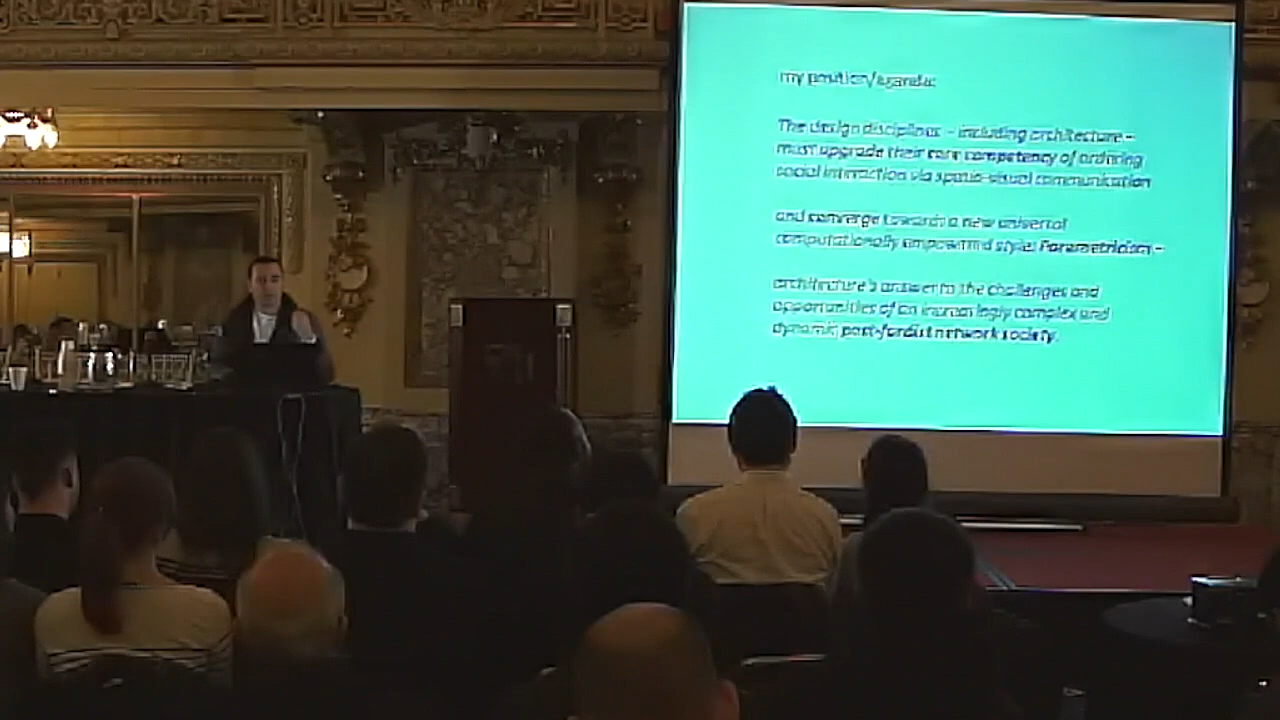 my position/agenda:
The design disciplines - including architecture -
must upgrade their core competency of ordering
social interaction via spatio-visual communication
and converge towards a new universal
computationally empowered style: Parametricism -
architecture's answer to the challenges and
opportunities of an increasingly complex and
dynamic post-fordist network society.